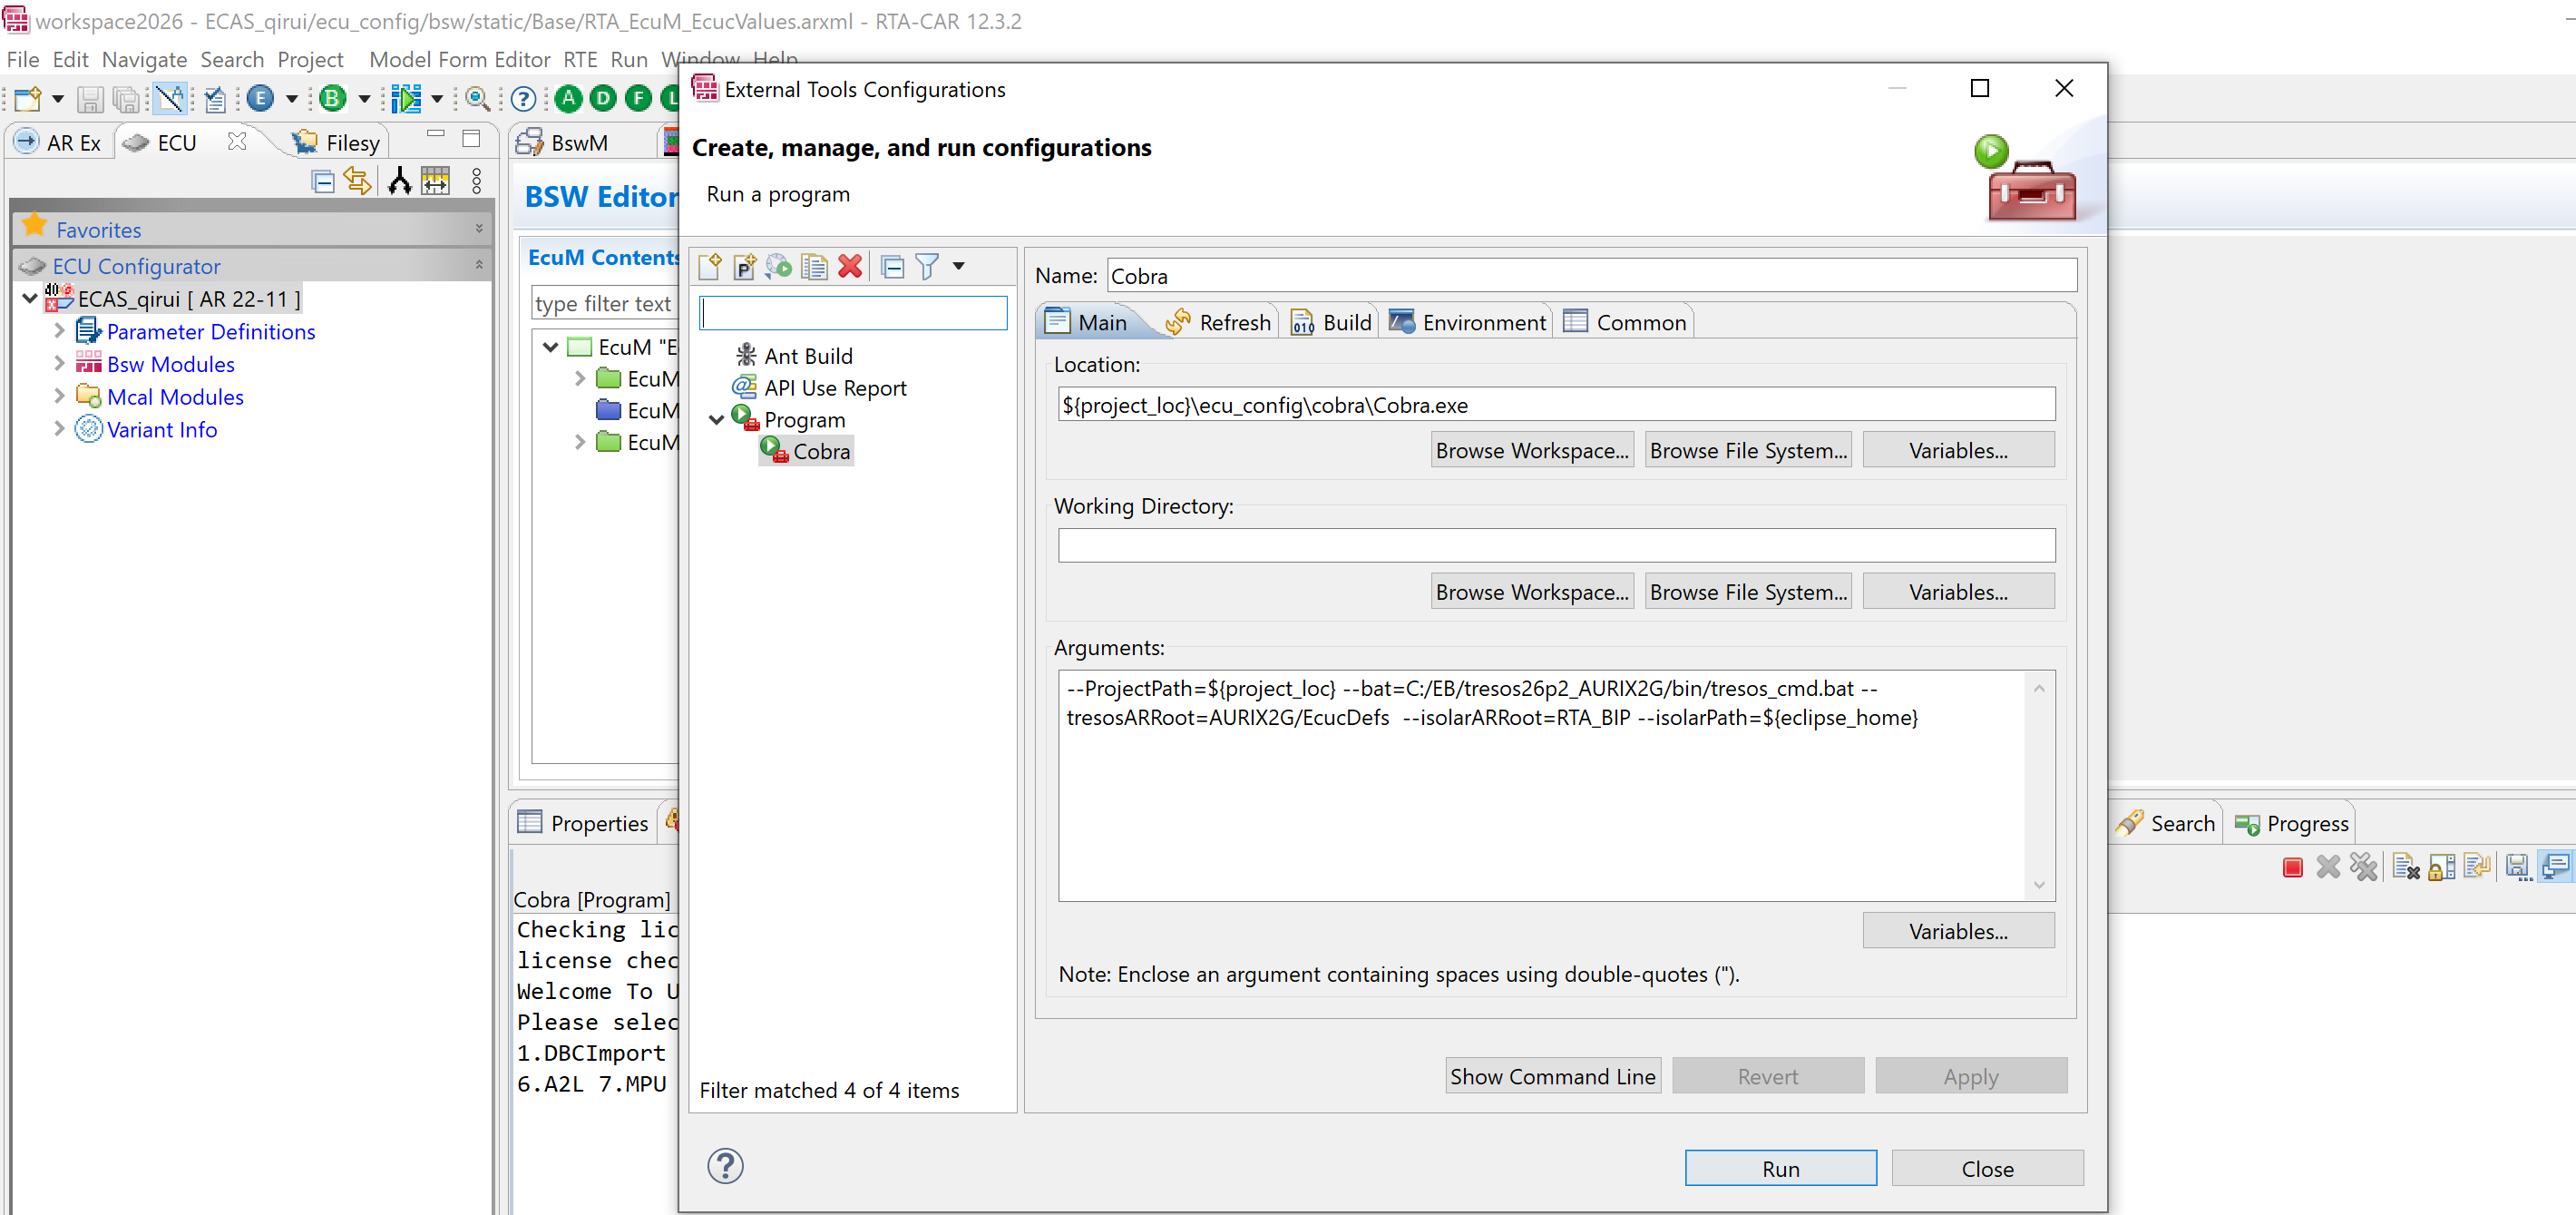 workspace2026 - ECAS_qirui/ecu_config/bsw/static/Base/RTA_EcuM_EcucValues.arxml - RTA-CAR 12.3.2
File Edit Navigate Search Project Model Form Editor RTE Run Window Help
AR Ex ECU Filesy
BswM
Favorites
ECU Configurator
ECAS_qirui [ AR 22-11 ]
Parameter Definitions
Bsw Modules
Mcal Modules
Variant Info
BSW Editor
EcuM Contents
type filter text
EcuM "E
EcuM
EcuM
EcuM
Properties
Cobra [Program]
Checking lic
license chec
Welcome To U
Please selec
1.DBCImport
6.A2L 7.MPU
External Tools Configurations
Create, manage, and run configurations
Run a program
Ant Build
API Use Report
Program
Cobra
Filter matched 4 of 4 items
Name: Cobra
Main Refresh Build Environment Common
Location:
${project_loc}\ecu_config\cobra\Cobra.exe
Browse Workspace... Browse File System... Variables...
Working Directory:
Browse Workspace... Browse File System... Variables...
Arguments:
--ProjectPath=${project_loc} --bat=C:/EB/tresos26p2_AURIX2G/bin/tresos_cmd.bat --
tresosARRoot=AURIX2G/EcucDefs  --isolarARRoot=RTA_BIP --isolarPath=${eclipse_home}
Variables...
Note: Enclose an argument containing spaces using double-quotes (").
Show Command Line Revert Apply
Run Close
Search Progress